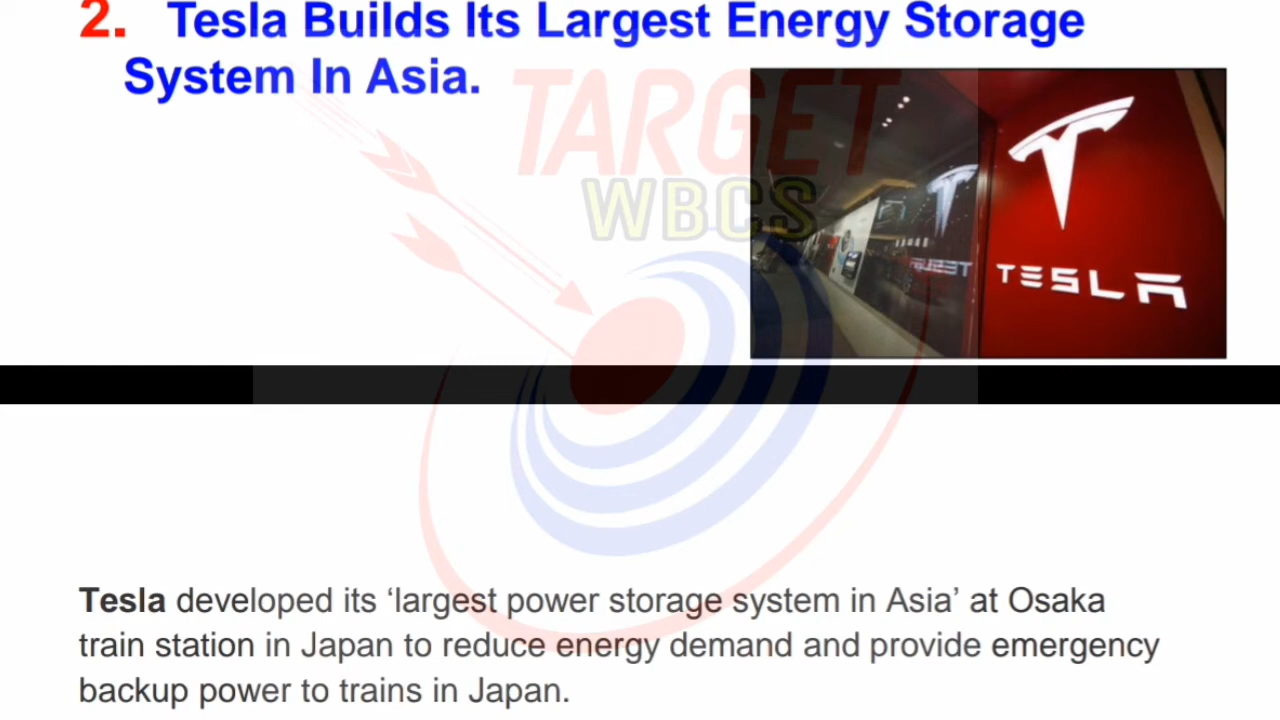 2. Tesla Builds Its Largest Energy Storage
System In Asia.
TARGET
WBCS
TESLA
Tesla developed its ‘largest power storage system in Asia’ at Osaka
train station in Japan to reduce energy demand and provide emergency
backup power to trains in Japan.